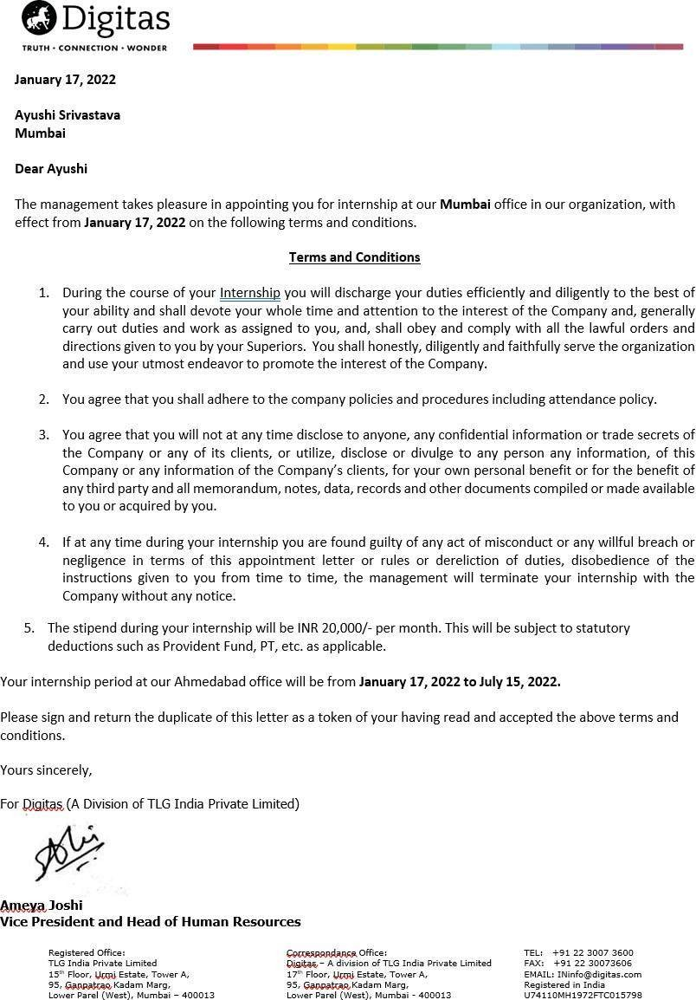 Digitas
TRUTH · CONNECTION · WONDER
January 17, 2022
Ayushi Srivastava
Mumbai
Dear Ayushi
The management takes pleasure in appointing you for internship at our Mumbai office in our organization, with
effect from January 17, 2022 on the following terms and conditions.
Terms and Conditions
1. During the course of your Internship you will discharge your duties efficiently and diligently to the best of
your ability and shall devote your whole time and attention to the interest of the Company and, generally
carry out duties and work as assigned to you, and, shall obey and comply with all the lawful orders and
directions given to you by your Superiors. You shall honestly, diligently and faithfully serve the organization
and use your utmost endeavor to promote the interest of the Company.
2. You agree that you shall adhere to the company policies and procedures including attendance policy.
3. You agree that you will not at any time disclose to anyone, any confidential information or trade secrets of
the Company or any of its clients, or utilize, disclose or divulge to any person any information, of this
Company or any information of the Company's clients, for your own personal benefit or for the benefit of
any third party and all memorandum, notes, data, records and other documents compiled or made available
to you or acquired by you.
4. If at any time during your internship you are found guilty of any act of misconduct or any willful breach or
negligence in terms of this appointment letter or rules or dereliction of duties, disobedience of the
instructions given to you from time to time, the management will terminate your internship with the
Company without any notice.
5. The stipend during your internship will be INR 20,000/- per month. This will be subject to statutory
deductions such as Provident Fund, PT, etc. as applicable.
Your internship period at our Ahmedabad office will be from January 17, 2022 to July 15, 2022.
Please sign and return the duplicate of this letter as a token of your having read and accepted the above terms and
conditions.
Yours sincerely,
For Digitas (A Division of TLG India Private Limited)
Ameya Joshi
Vice President and Head of Human Resources
Registered Office:
TLG India Private Limited
15th Floor, Urmi Estate, Tower A,
95, Ganpatrao Kadam Marg,
Lower Parel (West), Mumbai – 400013
Correspondance Office:
Digitas – A division of TLG India Private Limited
17th Floor, Urmi Estate, Tower A,
95, Ganpatrao Kadam Marg,
Lower Parel (West), Mumbai - 400013
TEL: +91 22 3007 3600
FAX: +91 22 30073606
EMAIL: INinfo@digitas.com
Registered in India
U74110MH1972FTC015798